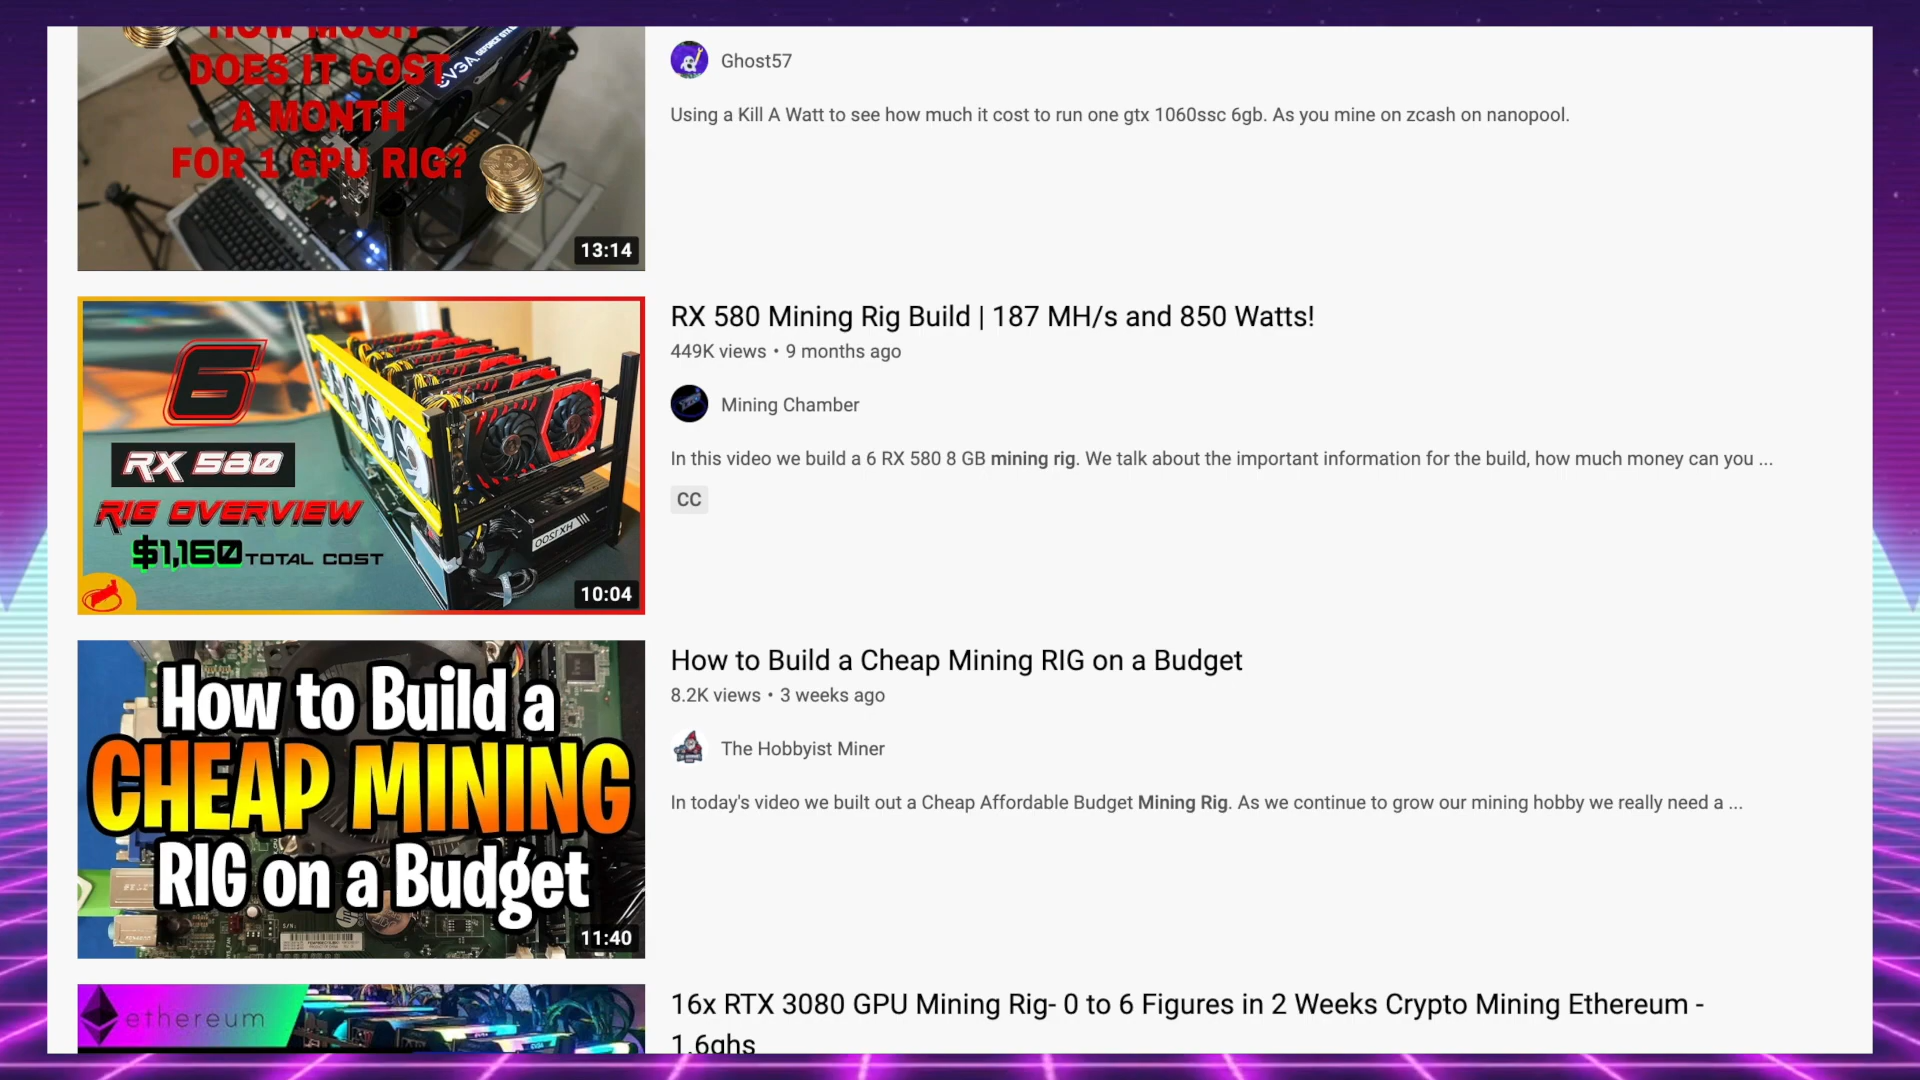 HOW MUCH
DOES IT COST
A MONTH
FOR 1 GPU RIG?
EVGA GEFORCE GTX
13:14
Ghost57
Using a Kill A Watt to see how much it cost to run one gtx 1060ssc 6gb. As you mine on zcash on nanopool.
6
RX 580
RIG OVERVIEW
$1,160 TOTAL COST
HX1200
10:04
RX 580 Mining Rig Build | 187 MH/s and 850 Watts!
449K views • 9 months ago
Mining Chamber
In this video we build a 6 RX 580 8 GB mining rig. We talk about the important information for the build, how much money can you ...
CC
How to Build a
CHEAP MINING
RIG on a Budget
11:40
How to Build a Cheap Mining RIG on a Budget
8.2K views • 3 weeks ago
The Hobbyist Miner
In today's video we built out a Cheap Affordable Budget Mining Rig. As we continue to grow our mining hobby we really need a ...
ethereum
16x RTX 3080 GPU Mining Rig- 0 to 6 Figures in 2 Weeks Crypto Mining Ethereum -
1.6ghs